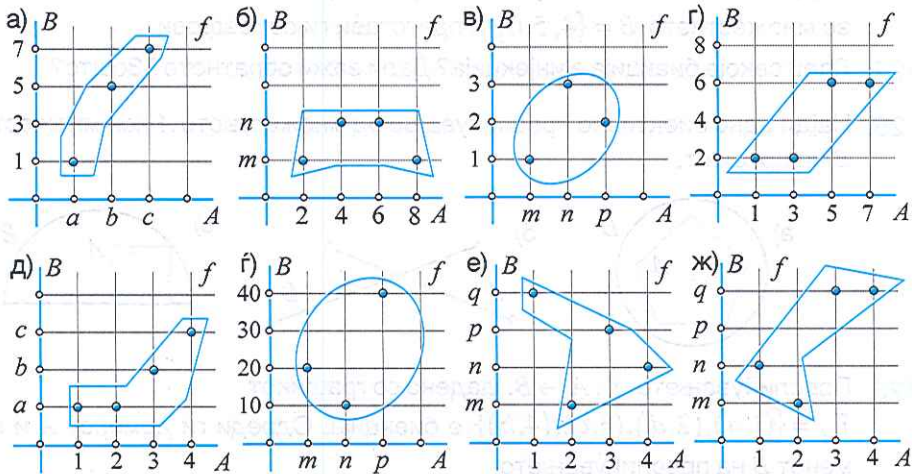 а) B f
7
5
3
1
a b c A
б) B f
n
m
2 4 6 8 A
в) B f
3
2
1
m n p A
г) B f
8
6
4
2
1 3 5 7 A
д) B f
c
b
a
1 2 3 4 A
ѓ) B f
40
30
20
10
m n p A
е) B f
q
p
n
m
1 2 3 4 A
ж) B f
q
p
n
m
1 2 3 4 A